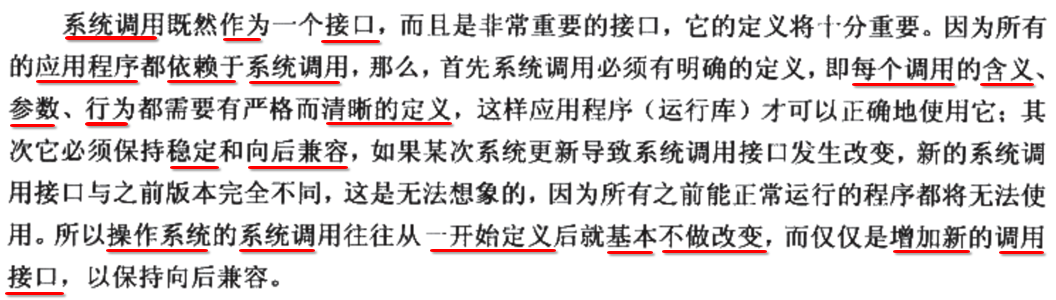 系统调用既然作为一个接口，而且是非常重要的接口，它的定义将十分重要。因为所有
的应用程序都依赖于系统调用，那么，首先系统调用必须有明确的定义，即每个调用的含义、
参数、行为都需要有严格而清晰的定义，这样应用程序（运行库）才可以正确地使用它；其
次它必须保持稳定和向后兼容，如果某次系统更新导致系统调用接口发生改变，新的系统调
用接口与之前版本完全不同，这是无法想象的，因为所有之前能正常运行的程序都将无法使
用。所以操作系统的系统调用往往从一开始定义后就基本不做改变，而仅仅是增加新的调用
接口，以保持向后兼容。